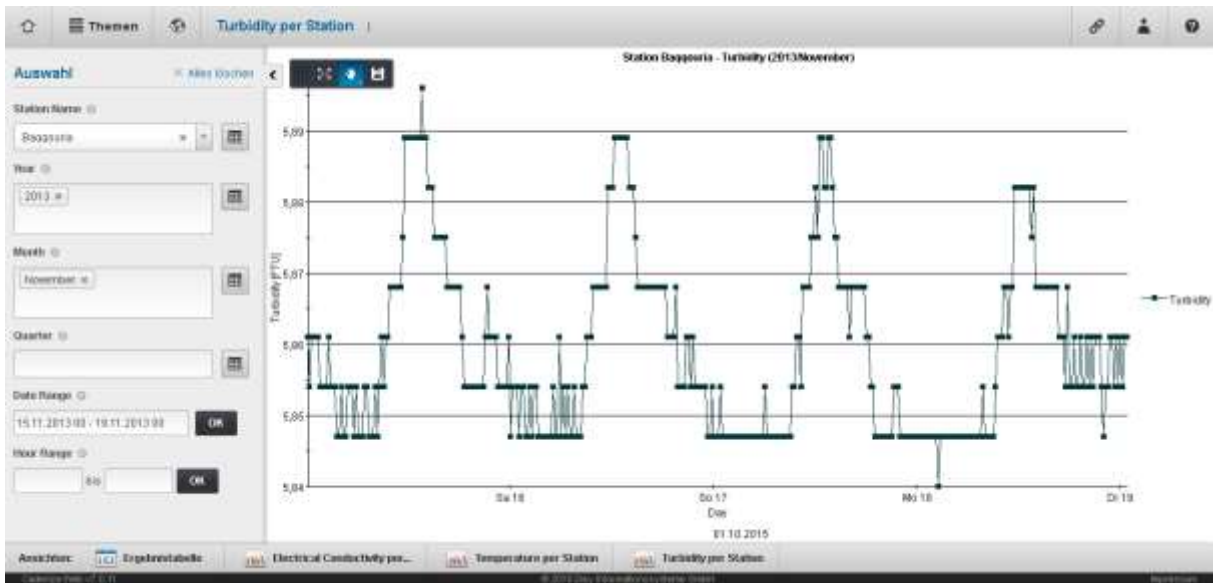 Themen
Turbidity per Station
Auswahl
Alles löschen
Station Name
Baggouria
Year
2013
Month
November
Quarter
Date Range
15.11.2013 00 - 19.11.2013 00
OK
Hour Range
bis
OK
Station Baggouria - Turbidity (2013/November)
Turbidity [FTU]
5,89
5,88
5,87
5,86
5,85
5,84
Sa 16
So 17
Mo 18
Di 19
Day
01.10.2015
Turbidity
Ansichten:
Ergebnistabelle
Electrical Conductivity per...
Temperature per Station
Turbidity per Station